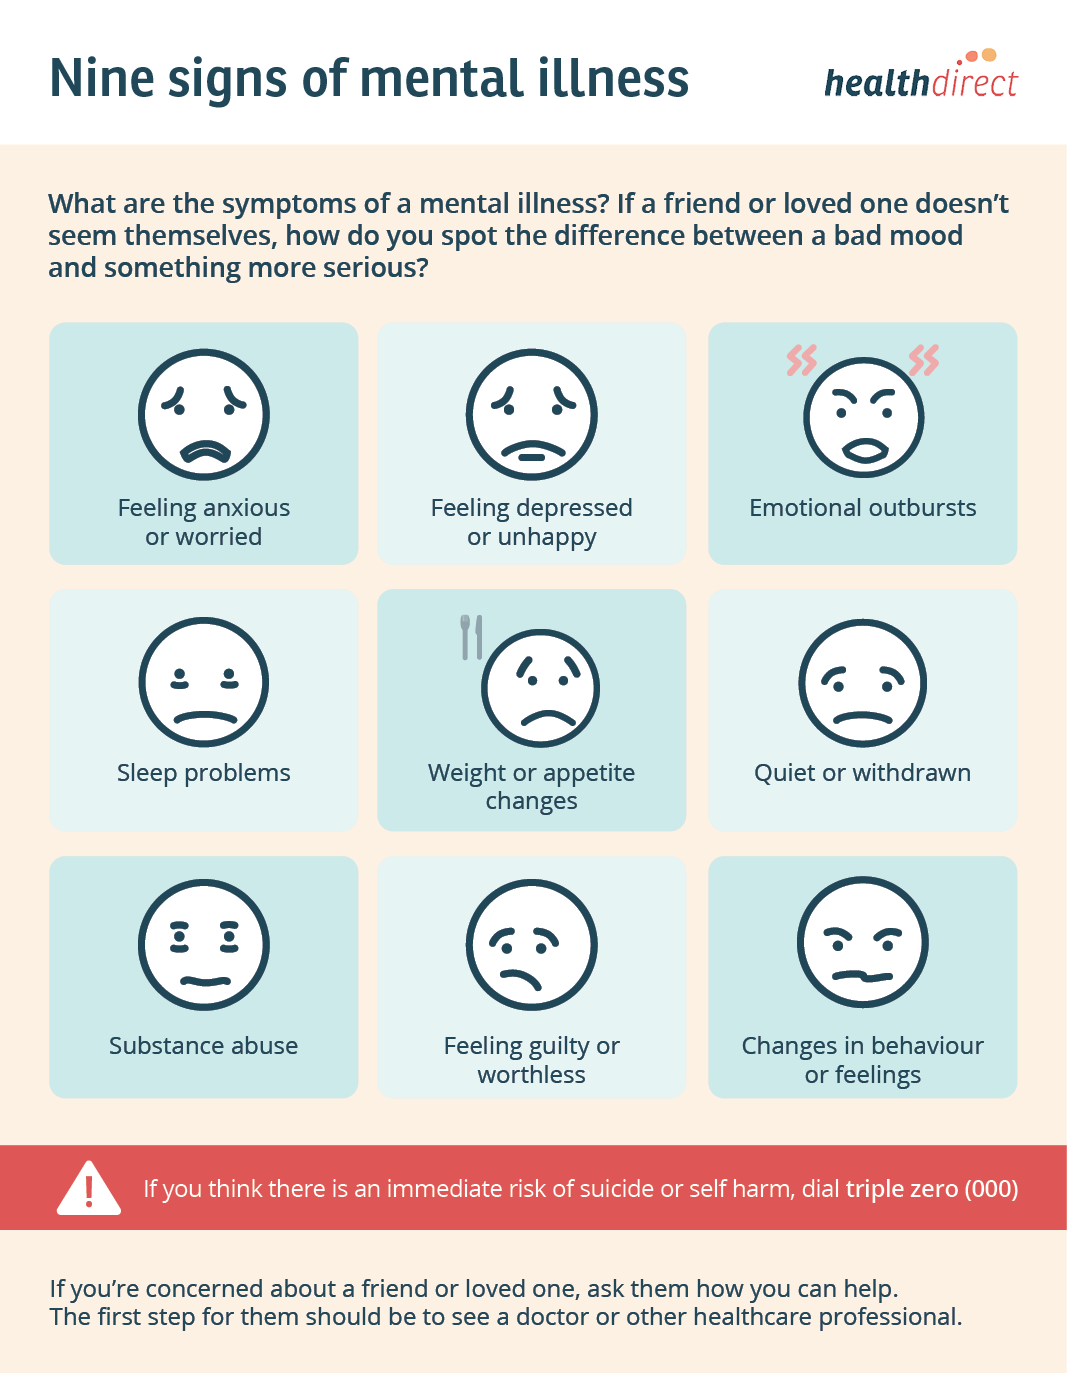 Nine signs of mental illness
healthdirect
What are the symptoms of a mental illness? If a friend or loved one doesn't
seem themselves, how do you spot the difference between a bad mood
and something more serious?
Feeling anxious
or worried
Feeling depressed
or unhappy
Emotional outbursts
Sleep problems
Weight or appetite
changes
Quiet or withdrawn
Substance abuse
Feeling guilty or
worthless
Changes in behaviour
or feelings
If you think there is an immediate risk of suicide or self harm, dial triple zero (000)
If you're concerned about a friend or loved one, ask them how you can help.
The first step for them should be to see a doctor or other healthcare professional.